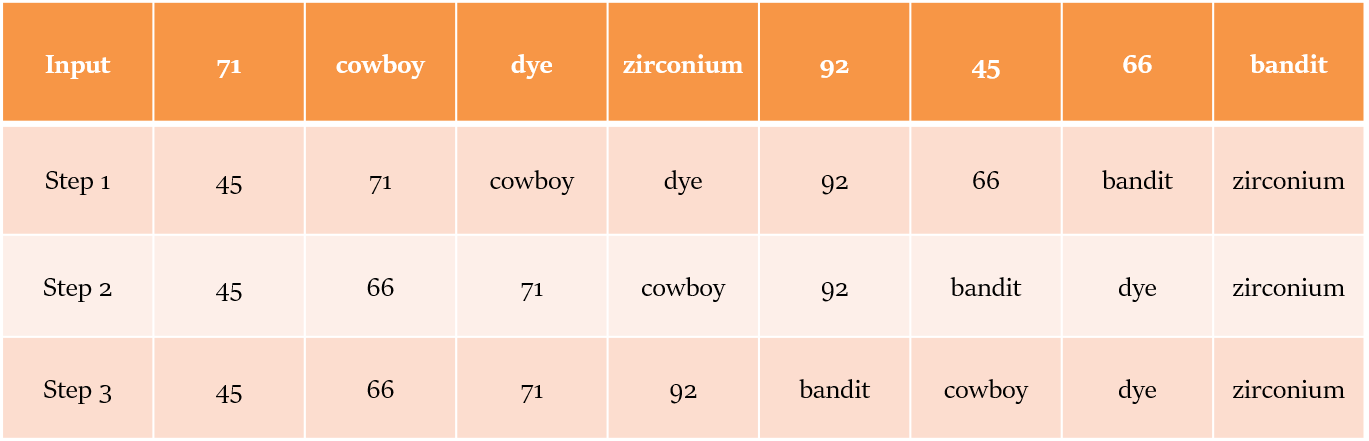 Input 71 cowboy dye zirconium 92 45 66 bandit
Step 1 45 71 cowboy dye 92 66 bandit zirconium
Step 2 45 66 71 cowboy 92 bandit dye zirconium
Step 3 45 66 71 92 bandit cowboy dye zirconium